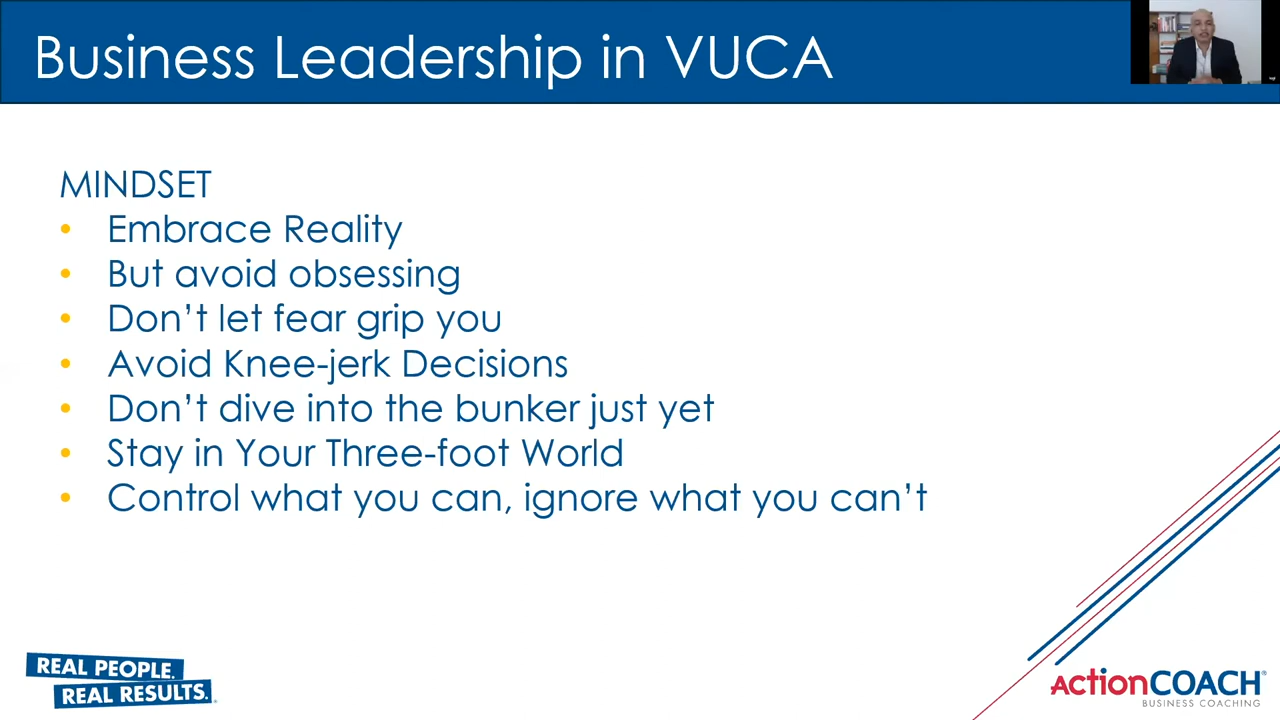 Business Leadership in VUCA
MINDSET
• Embrace Reality
• But avoid obsessing
• Don't let fear grip you
• Avoid Knee-jerk Decisions
• Don't dive into the bunker just yet
• Stay in Your Three-foot World
• Control what you can, ignore what you can't
REAL PEOPLE.
REAL RESULTS.
ActionCOACH®
BUSINESS COACHING